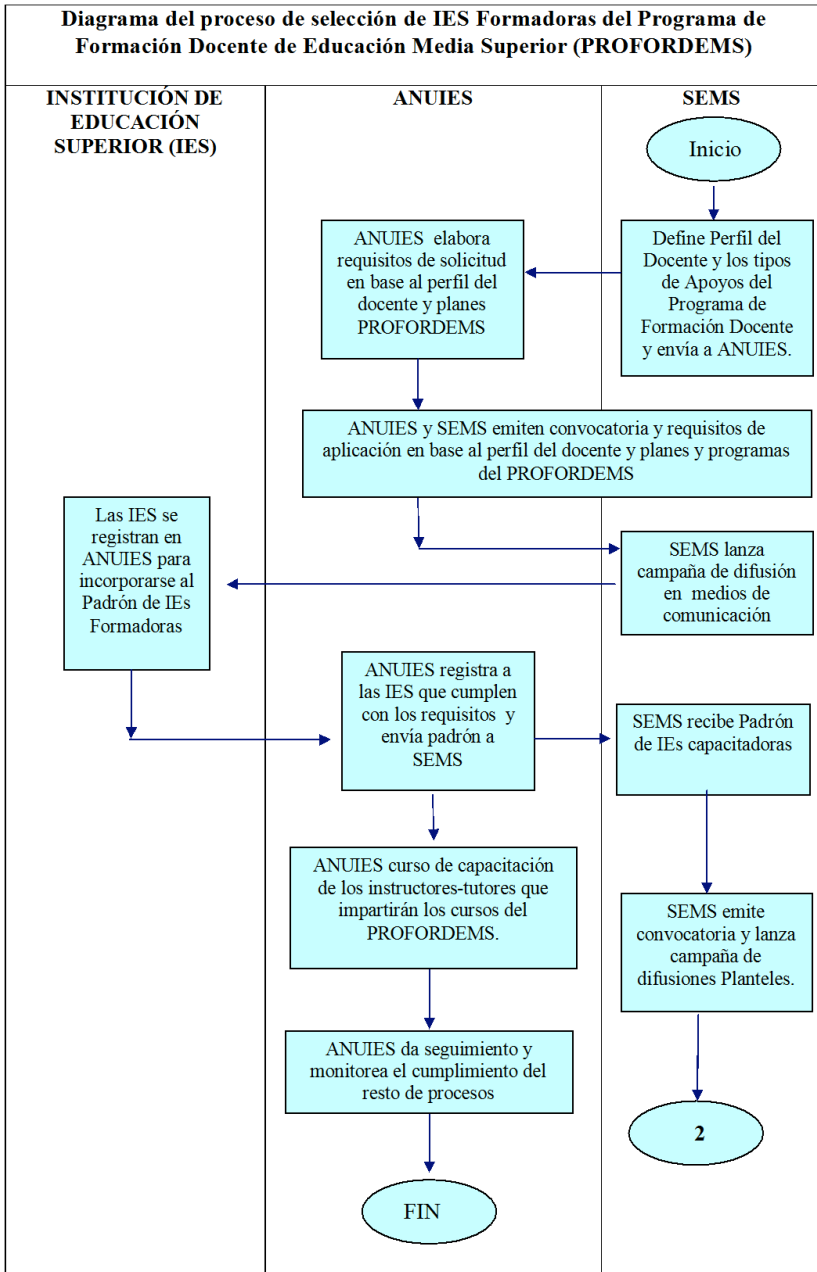 Diagrama del proceso de selección de IES Formadoras del Programa de
Formación Docente de Educación Media Superior (PROFORDEMS)
INSTITUCIÓN DE
EDUCACIÓN
SUPERIOR (IES)
ANUIES
SEMS
Inicio
Define Perfil del
Docente y los tipos
de Apoyos del
Programa de
Formación Docente
y envía a ANUIES.
ANUIES elabora
requisitos de solicitud
en base al perfil del
docente y planes
PROFORDEMS
ANUIES y SEMS emiten convocatoria y requisitos de
aplicación en base al perfil del docente y planes y programas
del PROFORDEMS
SEMS lanza
campaña de difusión
en medios de
comunicación
Las IES se
registran en
ANUIES para
incorporarse al
Padrón de IEs
Formadoras
ANUIES registra a
las IES que cumplen
con los requisitos y
envía padrón a
SEMS
SEMS recibe Padrón
de IEs capacitadoras
ANUIES curso de capacitación
de los instructores-tutores que
impartirán los cursos del
PROFORDEMS.
SEMS emite
convocatoria y lanza
campaña de
difusiones Planteles.
ANUIES da seguimiento y
monitorea el cumplimiento del
resto de procesos
2
FIN